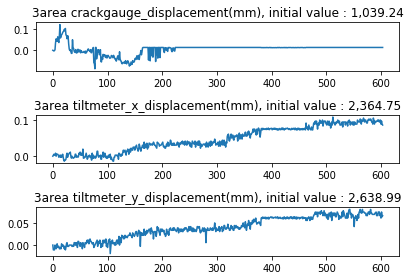 3area crackgauge_displacement(mm), initial value : 1,039.24
0.1
0.0
0 100 200 300 400 500 600
3area tiltmeter_x_displacement(mm), initial value : 2,364.75
0.1
0.0
0 100 200 300 400 500 600
3area tiltmeter_y_displacement(mm), initial value : 2,638.99
0.05
0.00
0 100 200 300 400 500 600